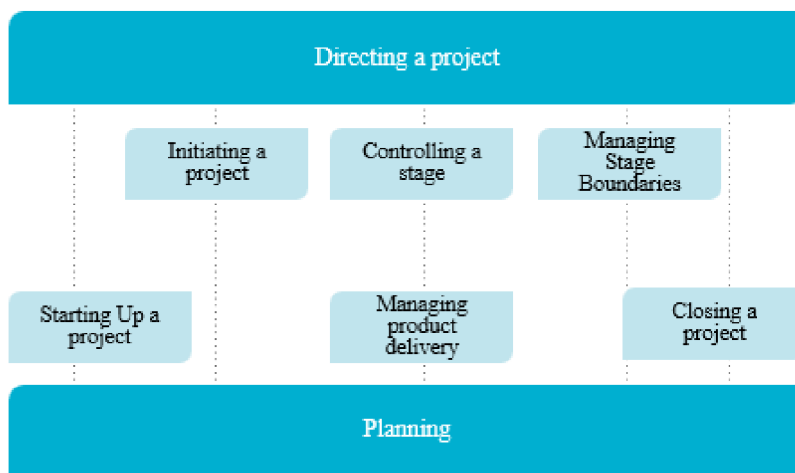 Directing a project
Initiating a
project
Controlling a
stage
Managing
Stage
Boundaries
Starting Up a
project
Managing
product
delivery
Closing a
project
Planning